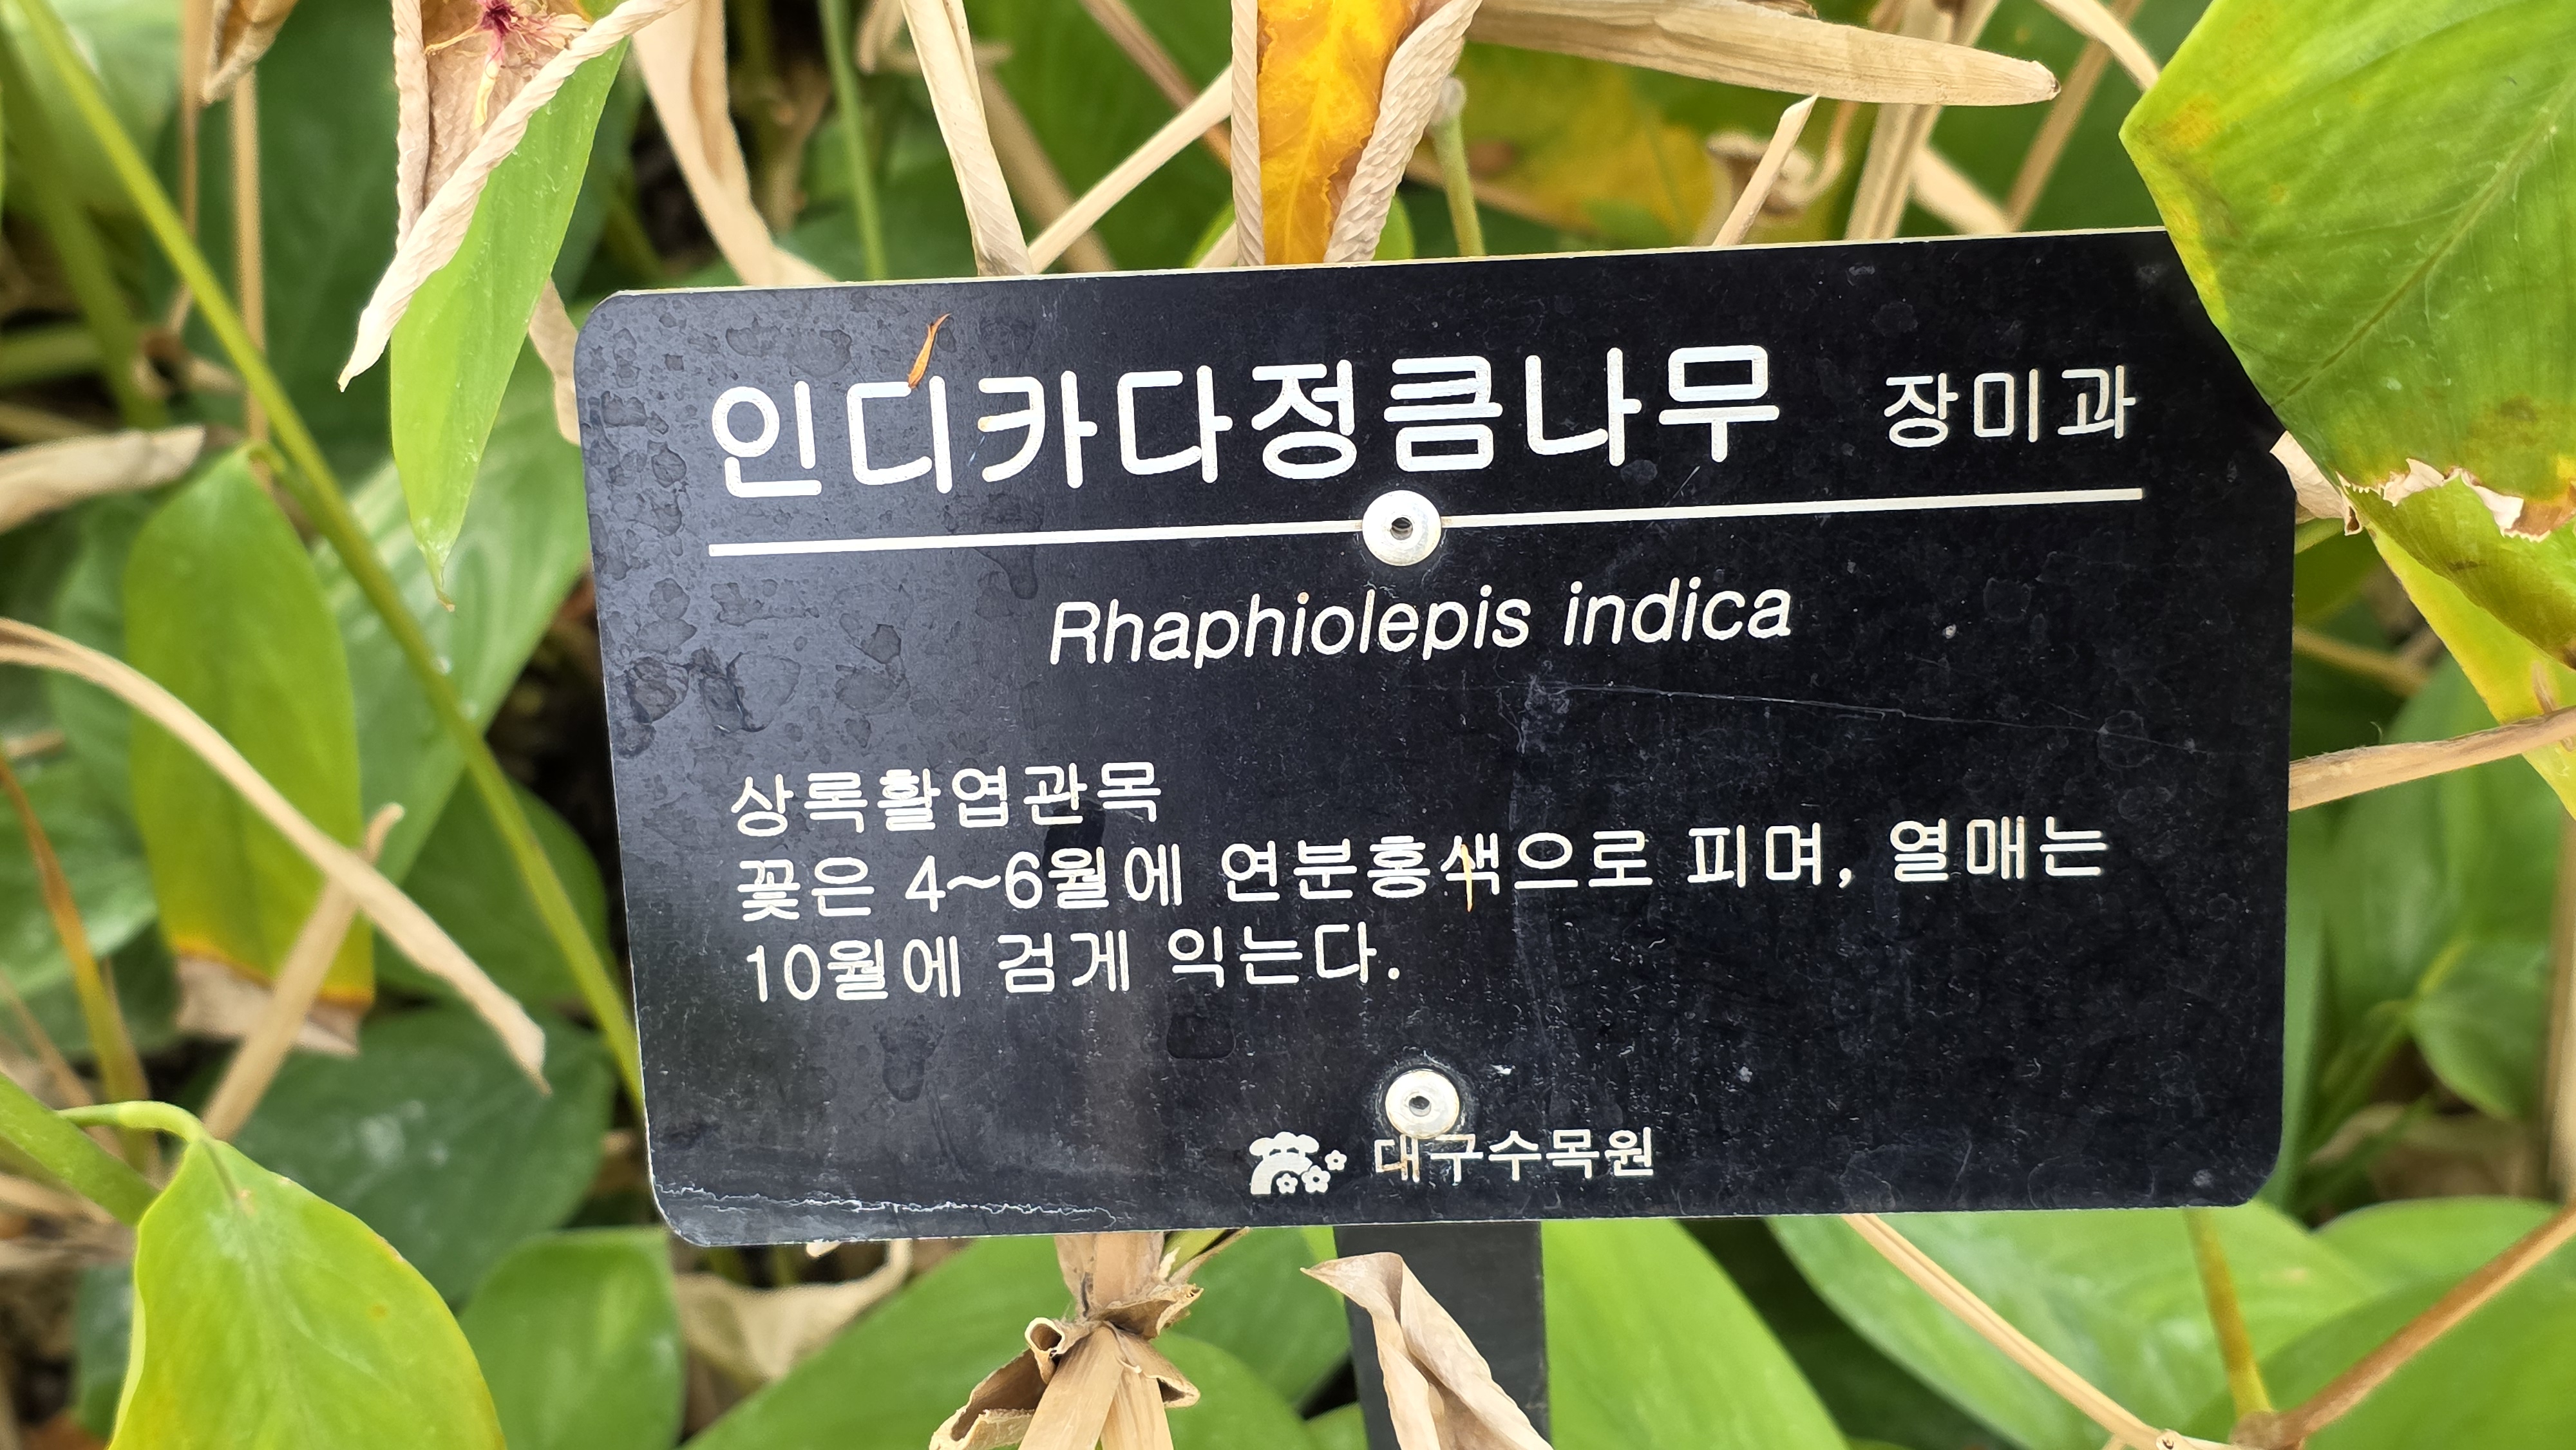 인디카다정큼나무 장미과
Rhaphiolepis indica
상록활엽관목
꽃은 4~6월에 연분홍색으로 피며, 열매는
10월에 검게 익는다.
대구수목원